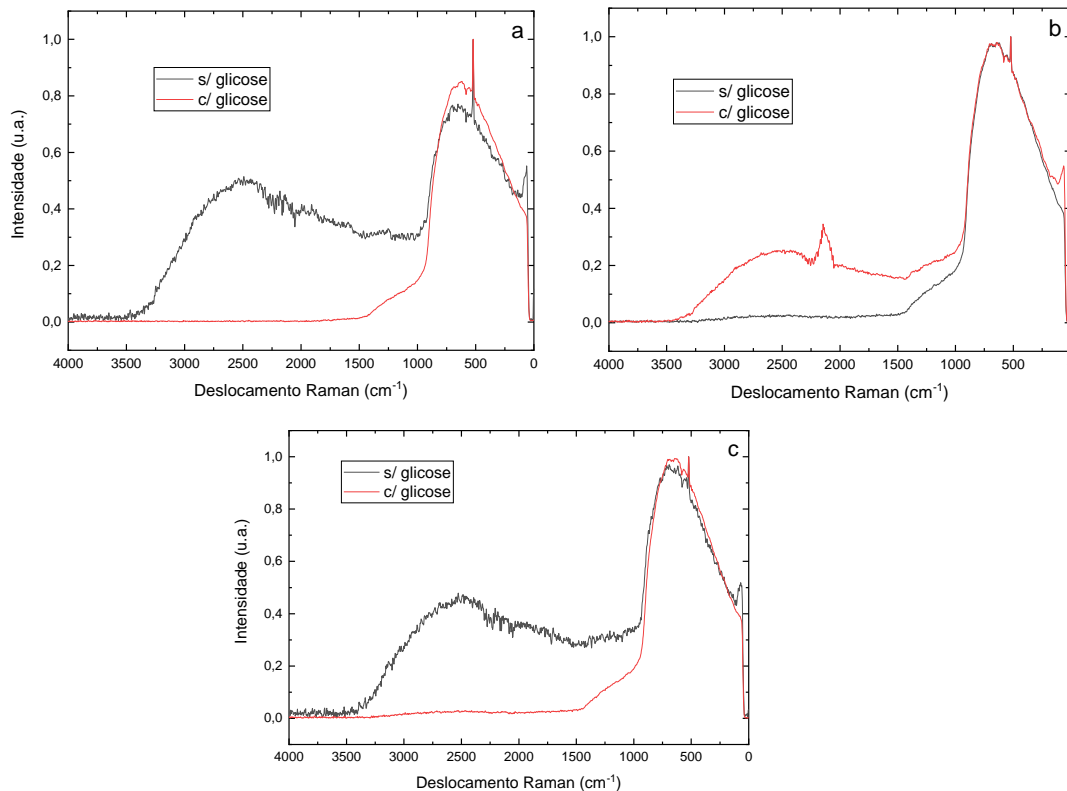 a
s/ glicose
c/ glicose
Intensidade (u.a.)
1,0
0,8
0,6
0,4
0,2
0,0
4000 3500 3000 2500 2000 1500 1000 500 0
Deslocamento Raman (cm⁻¹)
b
s/ glicose
c/ glicose
1,0
0,8
0,6
0,4
0,2
0,0
4000 3500 3000 2500 2000 1500 1000 500
Deslocamento Raman (cm⁻¹)
c
s/ glicose
c/ glicose
Intensidade (u.a.)
1,0
0,8
0,6
0,4
0,2
0,0
4000 3500 3000 2500 2000 1500 1000 500 0
Deslocamento Raman (cm⁻¹)